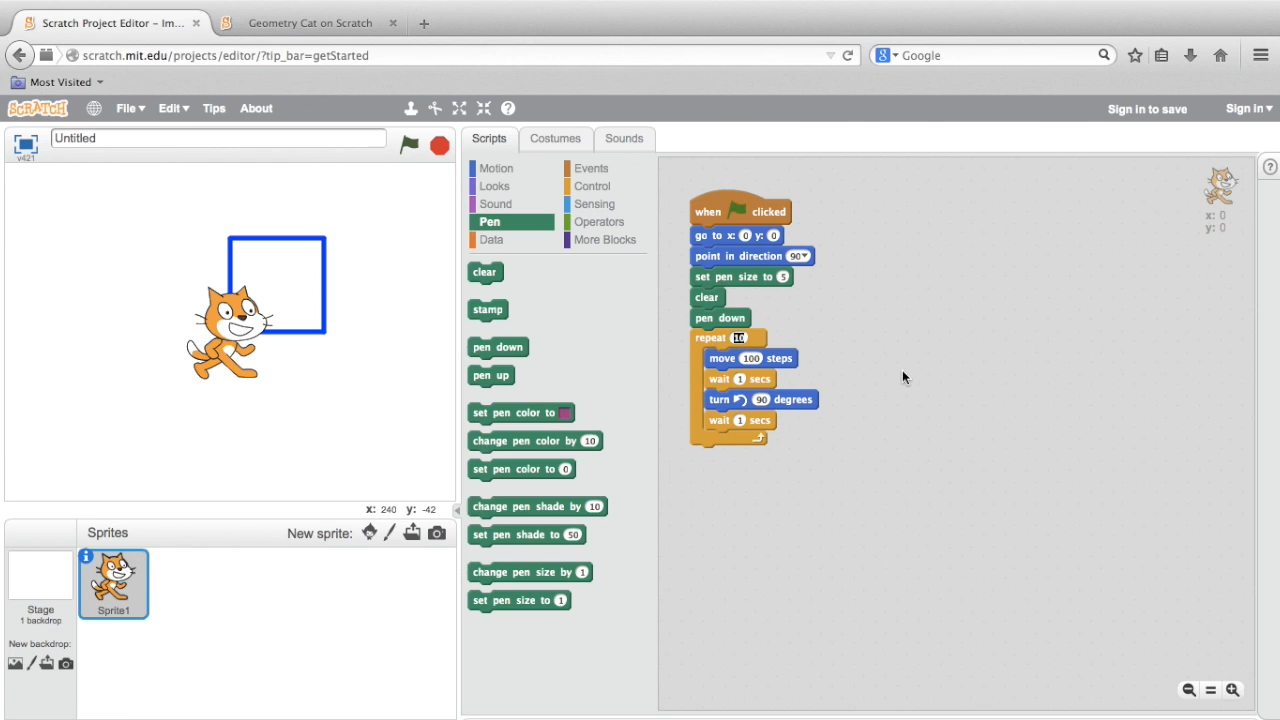 Scratch Project Editor - Im...
Geometry Cat on Scratch
scratch.mit.edu/projects/editor/?tip_bar=getStarted
Google
Most Visited
SCRATCH
File
Edit
Tips
About
Sign in to save
Sign in
v421
Untitled
Scripts
Costumes
Sounds
Motion
Looks
Sound
Pen
Data
Events
Control
Sensing
Operators
More Blocks
clear
stamp
pen down
pen up
set pen color to
change pen color by 10
set pen color to 0
change pen shade by 10
set pen shade to 50
change pen size by 1
set pen size to 1
when clicked
go to x: 0 y: 0
point in direction 90
set pen size to 5
clear
pen down
repeat 10
move 100 steps
wait 1 secs
turn 90 degrees
wait 1 secs
x: 0
y: 0
x: 240 y: -42
Sprites
New sprite:
Stage
1 backdrop
New backdrop:
Sprite1